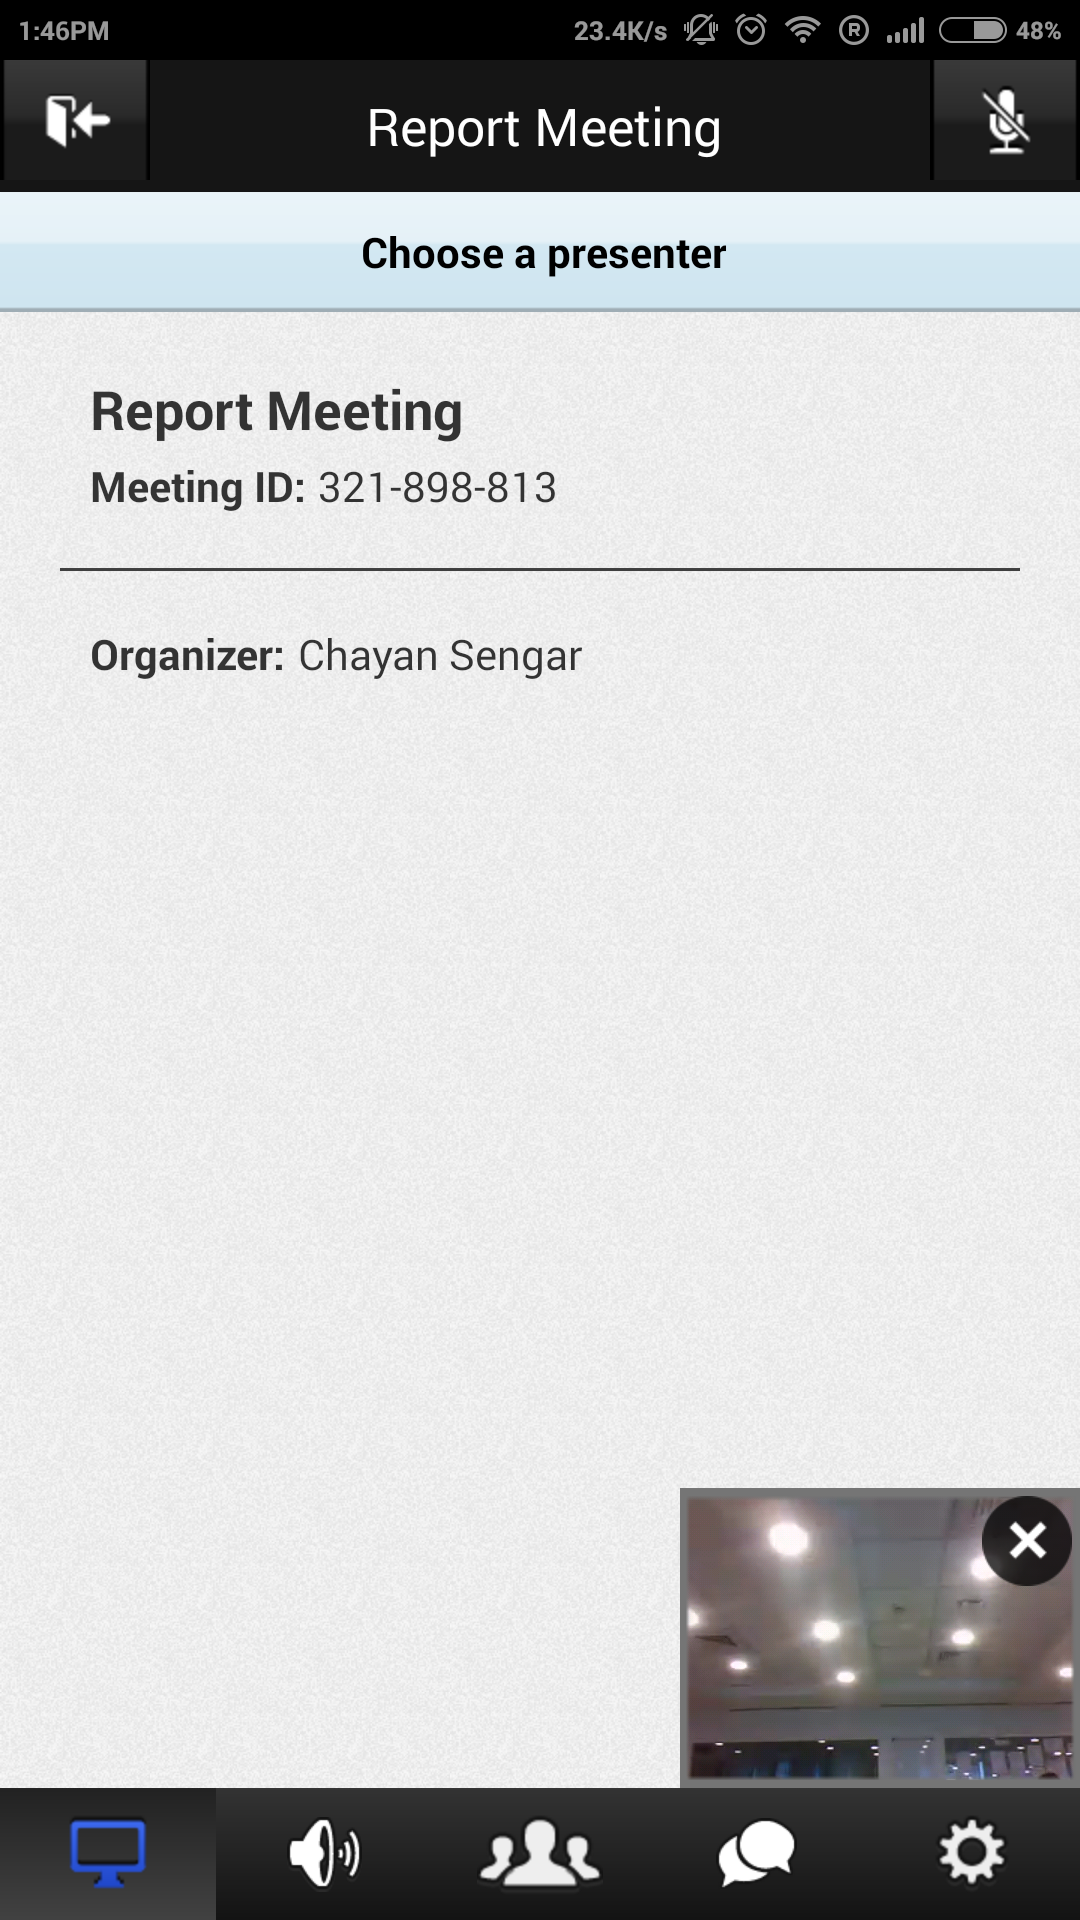 1:46PM
23.4K/s
R
48%
Report Meeting
Choose a presenter
Report Meeting
Meeting ID: 321-898-813
Organizer: Chayan Sengar